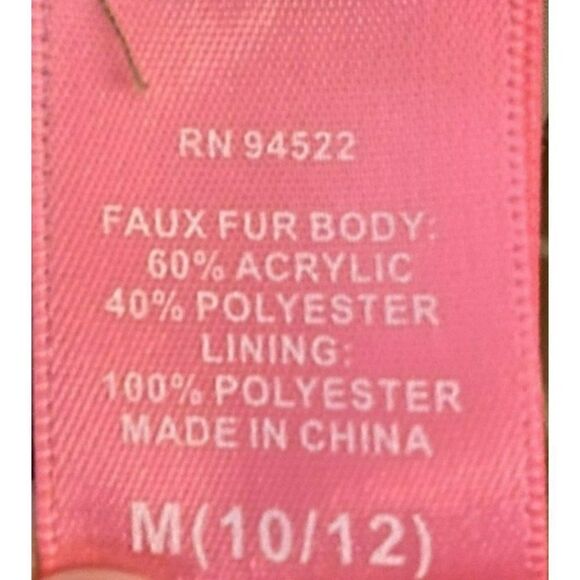 RN 94522
FAUX FUR BODY:
60% ACRYLIC
40% POLYESTER
LINING:
100% POLYESTER
MADE IN CHINA
M(10/12)